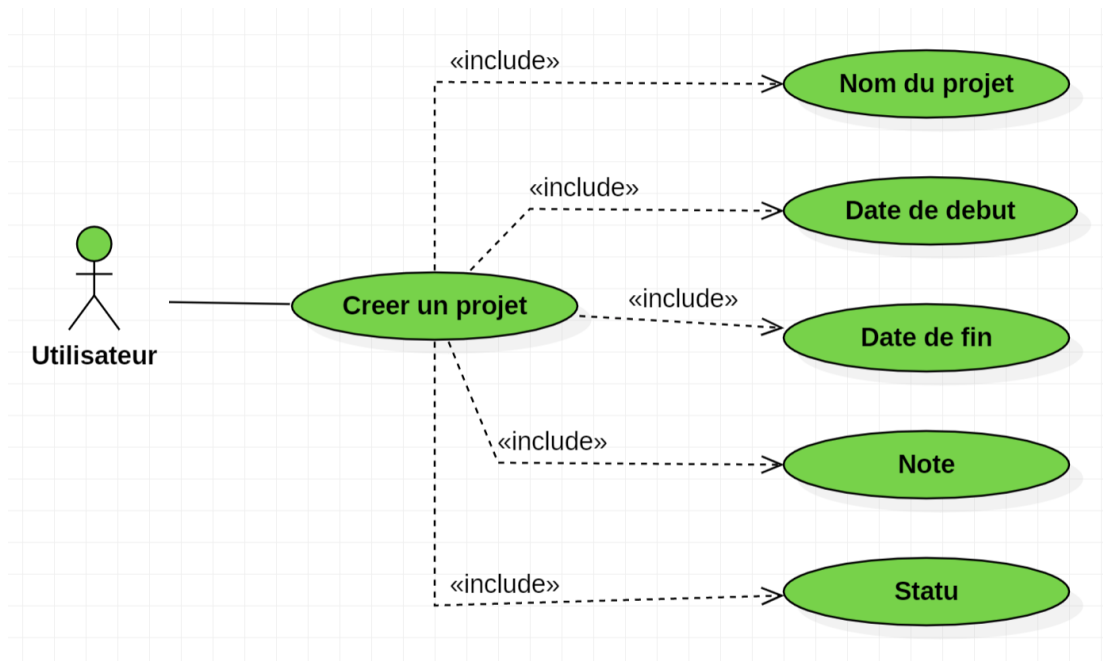 «include»
Nom du projet
«include»
Date de debut
«include»
Creer un projet
Date de fin
Utilisateur
«include»
Note
«include»
Statu